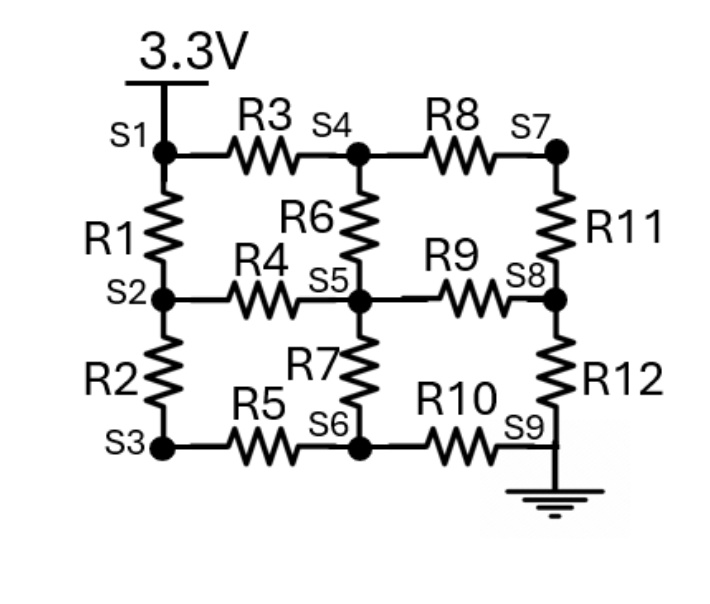 3.3V
S1 R3 S4 R8 S7
R1 R6 R11
S2 R4 S5 R9 S8
R2 R7 R12
S3 R5 S6 R10 S9